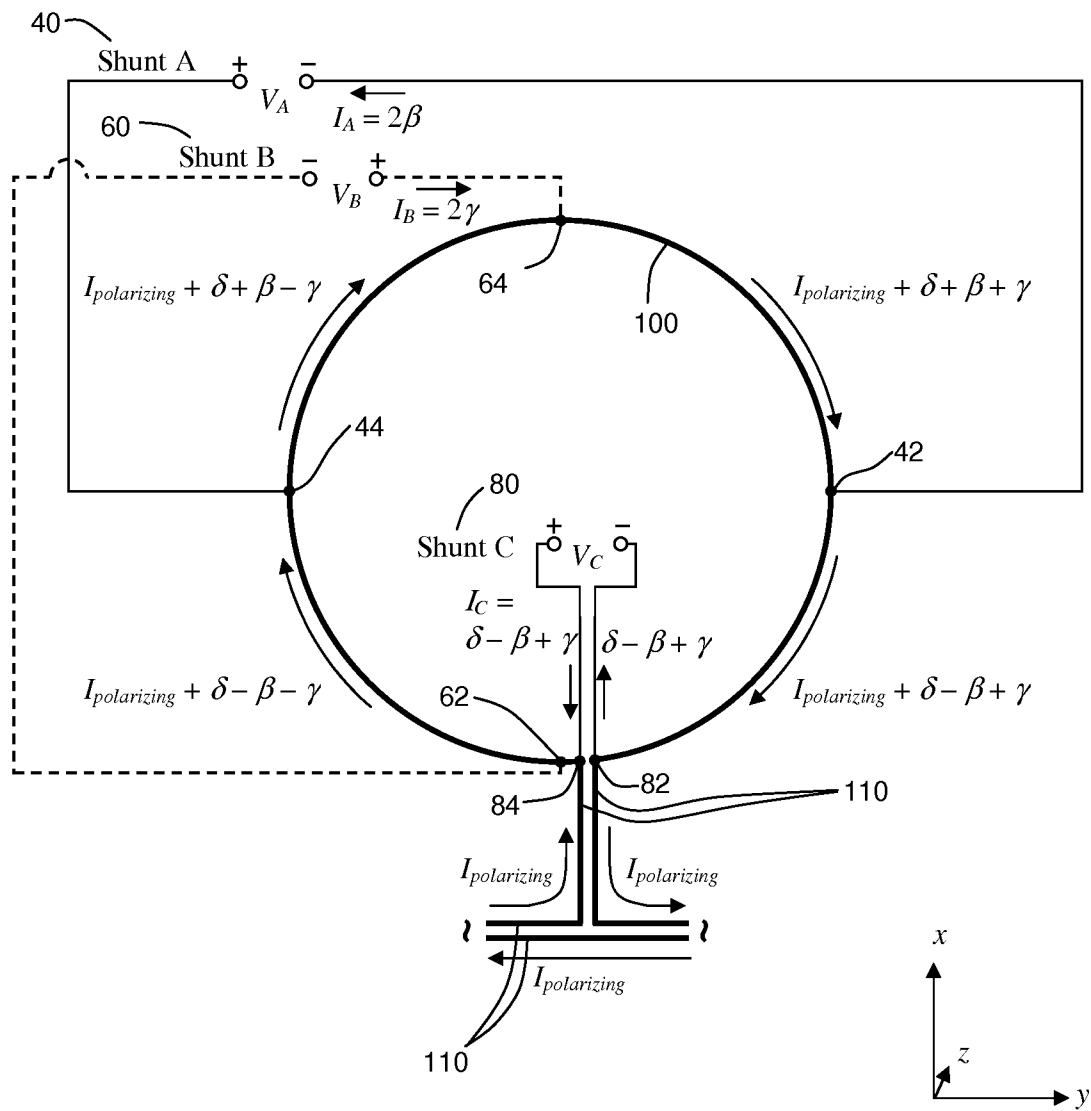 40
Shunt A
+ −
V_A
I_A = 2β
60
Shunt B
− +
V_B
I_B = 2γ
64
100
I_polarizing + δ + β − γ
I_polarizing + δ + β + γ
44
42
80
Shunt C
+ −
V_C
I_C =
δ − β + γ
δ − β + γ
I_polarizing + δ − β − γ
62
I_polarizing + δ − β + γ
84
82
110
I_polarizing
I_polarizing
I_polarizing
110
x
z
y